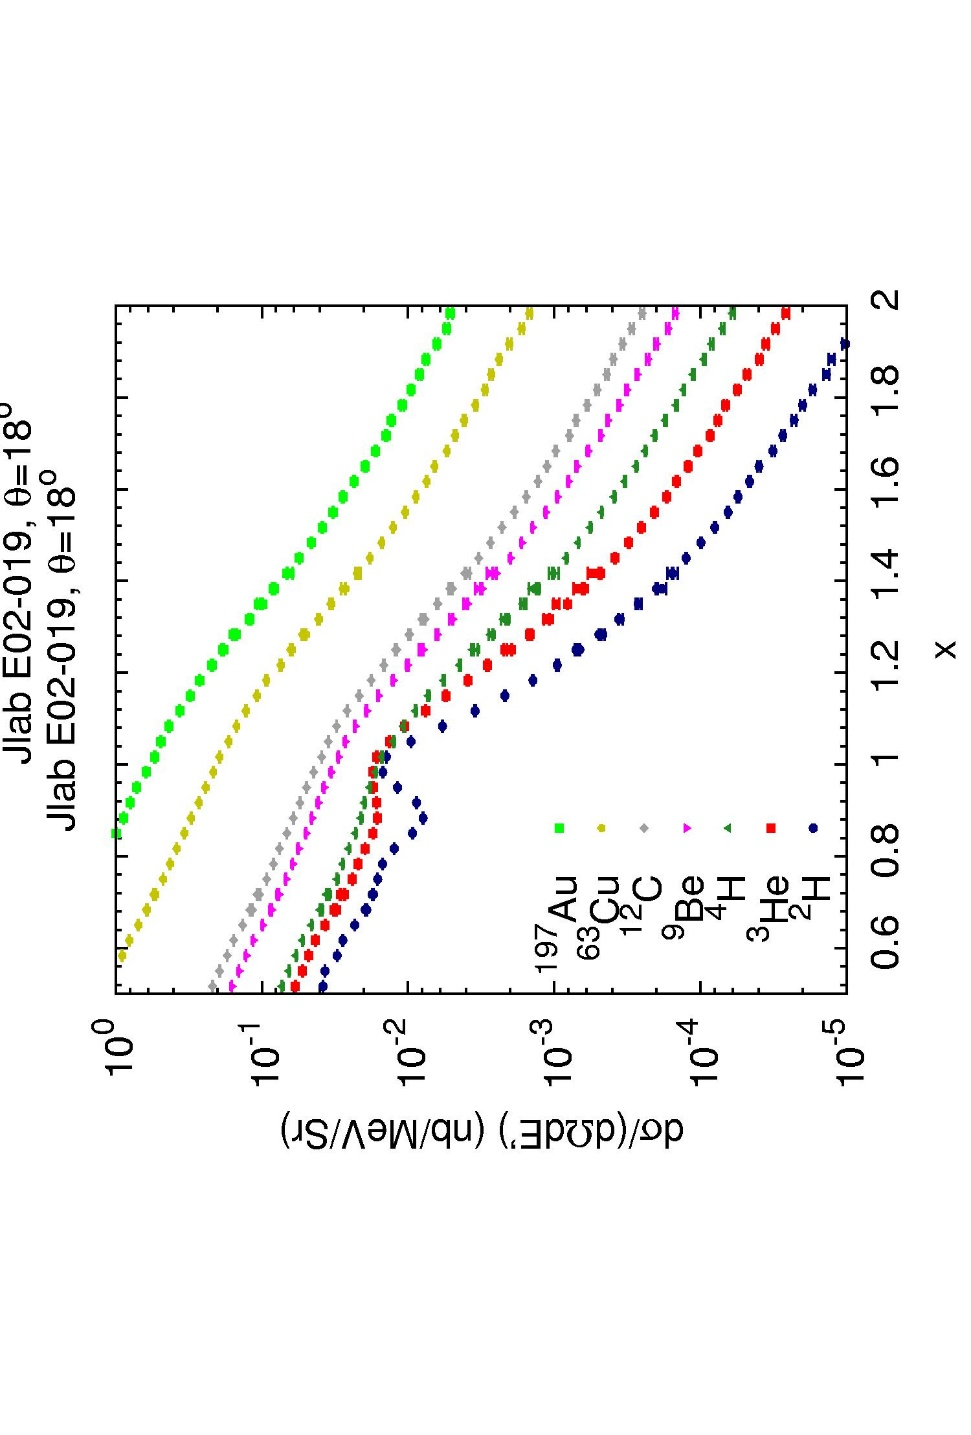 Jlab E02-019, θ=18°
Jlab E02-019, θ=18°
dσ/(dΩdE') (nb/MeV/Sr)
10⁰
10⁻¹
10⁻²
10⁻³
10⁻⁴
10⁻⁵
¹⁹⁷Au
⁶³Cu
¹²C
⁹Be
⁴H
³He
²H
0.6 0.8 1 1.2 1.4 1.6 1.8 2
x